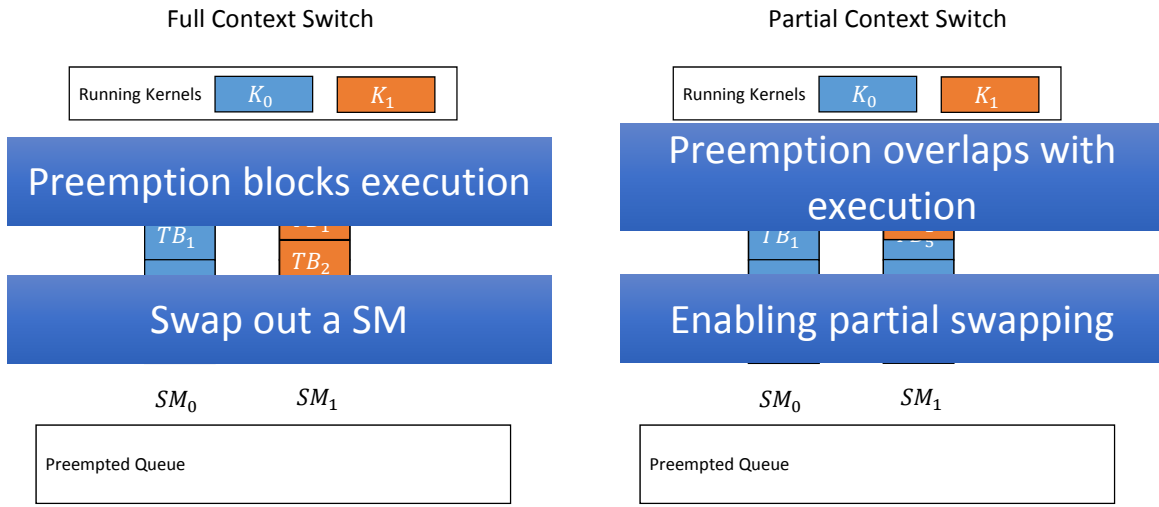 Full Context Switch
Running Kernels K₀ K₁
Preemption blocks execution
TB₁
TB₂
Swap out a SM
SM₀ SM₁
Preempted Queue
Partial Context Switch
Running Kernels K₀ K₁
Preemption overlaps with
execution
TB₁
Enabling partial swapping
SM₀ SM₁
Preempted Queue